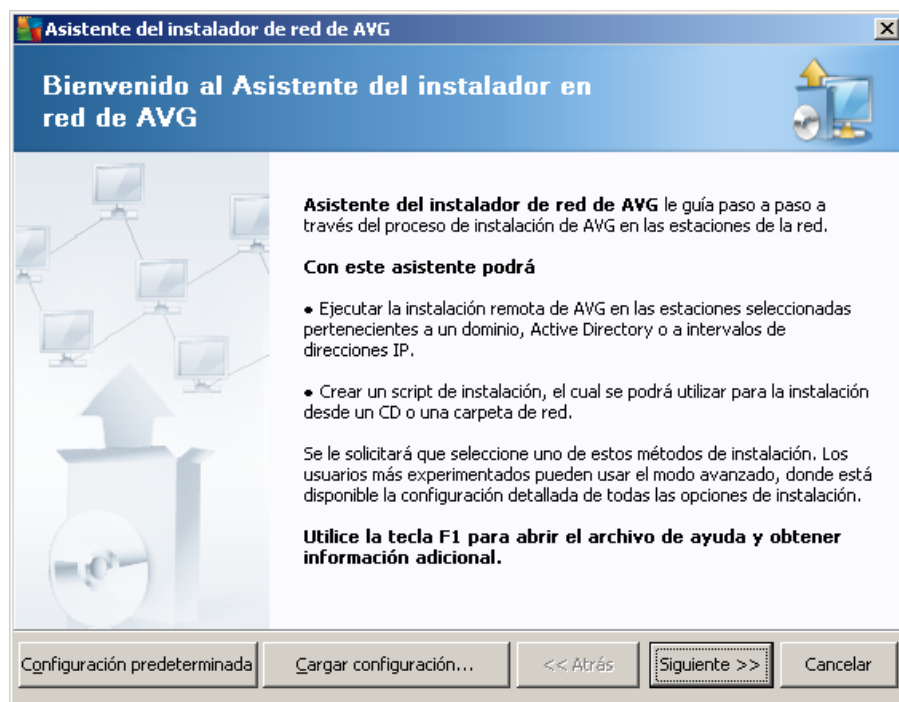 Asistente del instalador de red de AVG
Bienvenido al Asistente del instalador en
red de AVG
Asistente del instalador de red de AVG le guía paso a paso a
través del proceso de instalación de AVG en las estaciones de la red.
Con este asistente podrá
• Ejecutar la instalación remota de AVG en las estaciones seleccionadas
pertenecientes a un dominio, Active Directory o a intervalos de
direcciones IP.
• Crear un script de instalación, el cual se podrá utilizar para la instalación
desde un CD o una carpeta de red.
Se le solicitará que seleccione uno de estos métodos de instalación. Los
usuarios más experimentados pueden usar el modo avanzado, donde está
disponible la configuración detallada de todas las opciones de instalación.
Utilice la tecla F1 para abrir el archivo de ayuda y obtener
información adicional.
Configuración predeterminada Cargar configuración... << Atrás Siguiente >> Cancelar